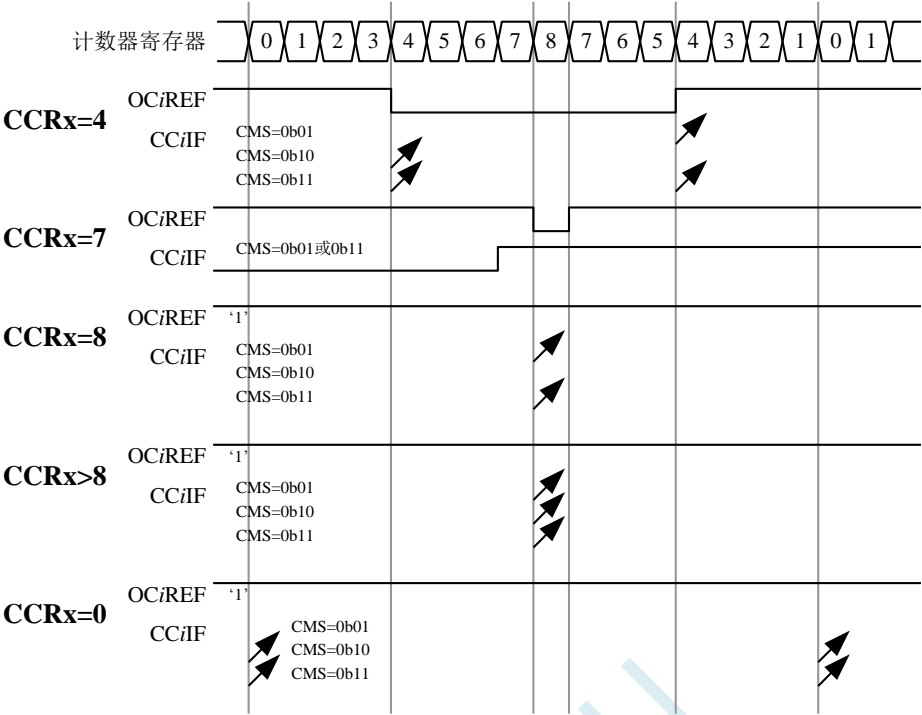 计数器寄存器 0 1 2 3 4 5 6 7 8 7 6 5 4 3 2 1 0 1
CCRx=4
OCiREF
CCiIF
CMS=0b01
CMS=0b10
CMS=0b11
CCRx=7
OCiREF
CCiIF
CMS=0b01或0b11
CCRx=8
OCiREF ‘1’
CCiIF
CMS=0b01
CMS=0b10
CMS=0b11
CCRx>8
OCiREF ‘1’
CCiIF
CMS=0b01
CMS=0b10
CMS=0b11
CCRx=0
OCiREF ‘1’
CCiIF
CMS=0b01
CMS=0b10
CMS=0b11